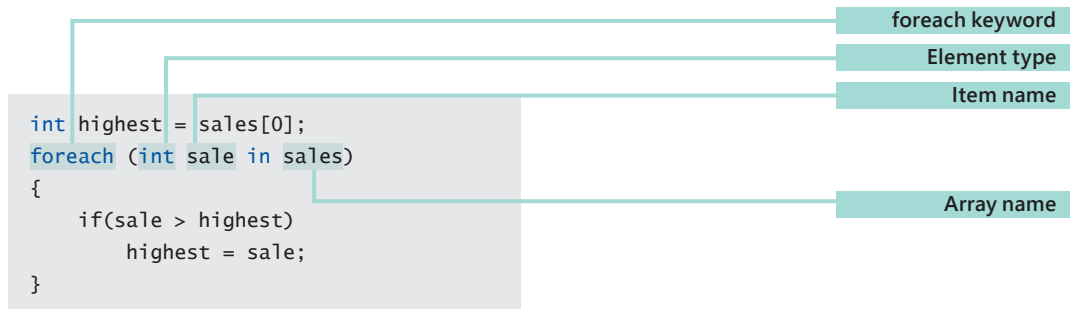 foreach keyword
Element type
Item name
int highest = sales[0];
foreach (int sale in sales)
{
    if(sale > highest)
        highest = sale;
}
Array name